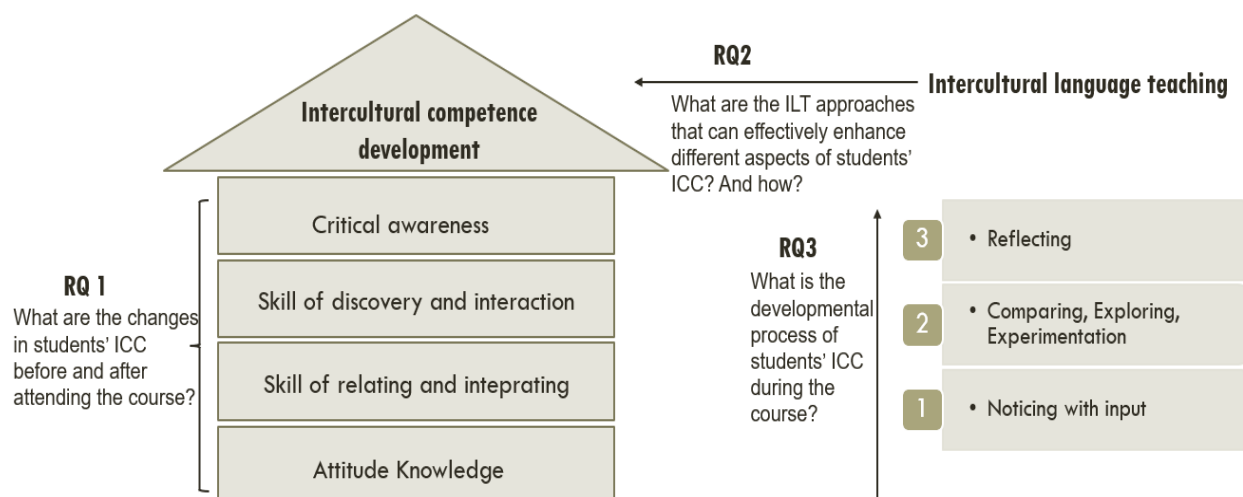 Intercultural competence
development
Critical awareness
Skill of discovery and interaction
Skill of relating and inteprating
Attitude Knowledge
RQ 1
What are the changes
in students' ICC
before and after
attending the course?
RQ2
What are the ILT approaches
that can effectively enhance
different aspects of students'
ICC? And how?
Intercultural language teaching
RQ3
What is the
developmental
process of
students' ICC
during the
course?
3
• Reflecting
2
• Comparing, Exploring,
Experimentation
1
• Noticing with input